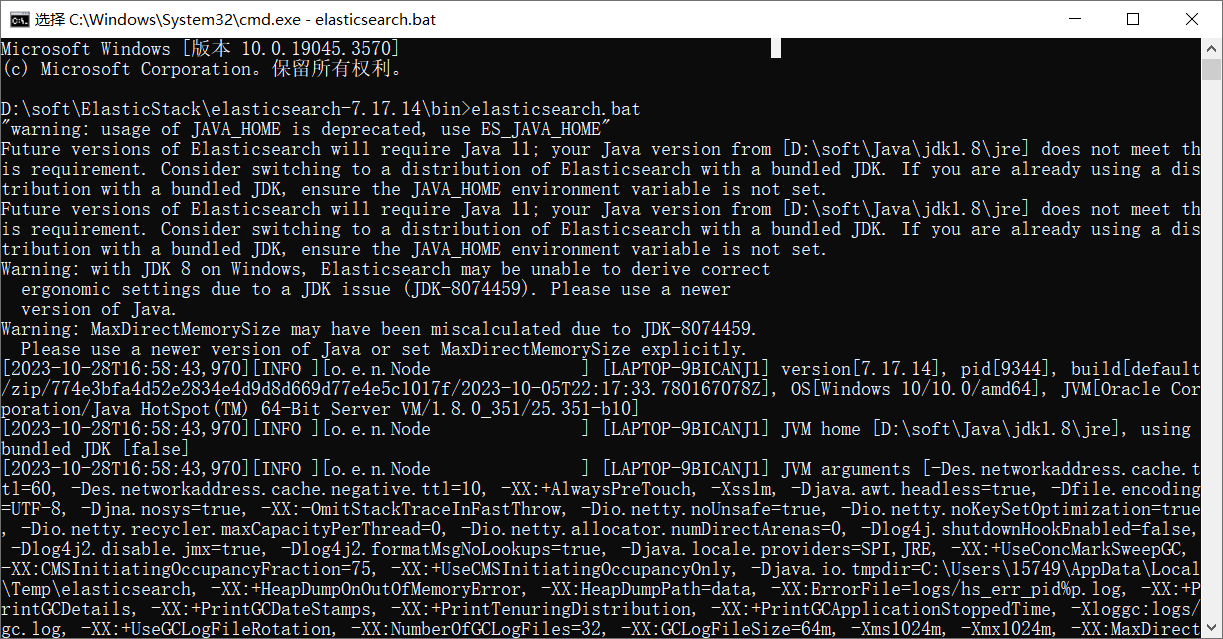 选择 C:\Windows\System32\cmd.exe - elasticsearch.bat
Microsoft Windows [版本 10.0.19045.3570]
(c) Microsoft Corporation。保留所有权利。
D:\soft\ElasticStack\elasticsearch-7.17.14\bin>elasticsearch.bat
"warning: usage of JAVA_HOME is deprecated, use ES_JAVA_HOME"
Future versions of Elasticsearch will require Java 11; your Java version from [D:\soft\Java\jdk1.8\jre] does not meet th
is requirement. Consider switching to a distribution of Elasticsearch with a bundled JDK. If you are already using a dis
tribution with a bundled JDK, ensure the JAVA_HOME environment variable is not set.
Future versions of Elasticsearch will require Java 11; your Java version from [D:\soft\Java\jdk1.8\jre] does not meet th
is requirement. Consider switching to a distribution of Elasticsearch with a bundled JDK. If you are already using a dis
tribution with a bundled JDK, ensure the JAVA_HOME environment variable is not set.
Warning: with JDK 8 on Windows, Elasticsearch may be unable to derive correct
  ergonomic settings due to a JDK issue (JDK-8074459). Please use a newer
  version of Java.
Warning: MaxDirectMemorySize may have been miscalculated due to JDK-8074459.
  Please use a newer version of Java or set MaxDirectMemorySize explicitly.
[2023-10-28T16:58:43,970][INFO ][o.e.n.Node               ] [LAPTOP-9BICANJ1] version[7.17.14], pid[9344], build[default
/zip/774e3bfa4d52e2834e4d9d8d669d77e4e5c1017f/2023-10-05T22:17:33.780167078Z], OS[Windows 10/10.0/amd64], JVM[Oracle Cor
poration/Java HotSpot(TM) 64-Bit Server VM/1.8.0_351/25.351-b10]
[2023-10-28T16:58:43,970][INFO ][o.e.n.Node               ] [LAPTOP-9BICANJ1] JVM home [D:\soft\Java\jdk1.8\jre], using
bundled JDK [false]
[2023-10-28T16:58:43,970][INFO ][o.e.n.Node               ] [LAPTOP-9BICANJ1] JVM arguments [-Des.networkaddress.cache.t
tl=60, -Des.networkaddress.cache.negative.ttl=10, -XX:+AlwaysPreTouch, -Xss1m, -Djava.awt.headless=true, -Dfile.encoding
=UTF-8, -Djna.nosys=true, -XX:-OmitStackTraceInFastThrow, -Dio.netty.noUnsafe=true, -Dio.netty.noKeySetOptimization=true
, -Dio.netty.recycler.maxCapacityPerThread=0, -Dio.netty.allocator.numDirectArenas=0, -Dlog4j.shutdownHookEnabled=false,
 -Dlog4j2.disable.jmx=true, -Dlog4j2.formatMsgNoLookups=true, -Djava.locale.providers=SPI,JRE, -XX:+UseConcMarkSweepGC,
-XX:CMSInitiatingOccupancyFraction=75, -XX:+UseCMSInitiatingOccupancyOnly, -Djava.io.tmpdir=C:\Users\15749\AppData\Local
\Temp\elasticsearch, -XX:+HeapDumpOnOutOfMemoryError, -XX:HeapDumpPath=data, -XX:ErrorFile=logs/hs_err_pid%p.log, -XX:+P
rintGCDetails, -XX:+PrintGCDateStamps, -XX:+PrintTenuringDistribution, -XX:+PrintGCApplicationStoppedTime, -Xloggc:logs/
gc.log, -XX:+UseGCLogFileRotation, -XX:NumberOfGCLogFiles=32, -XX:GCLogFileSize=64m, -Xms1024m, -Xmx1024m, -XX:MaxDirect